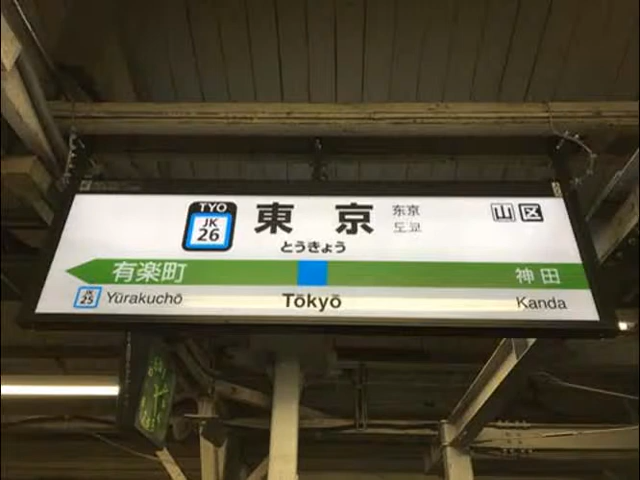 TYO
JK
26
東京
东京
도쿄
山 区
とうきょう
有楽町
神田
JK
25
Yūrakuchō
Tōkyō
Kanda